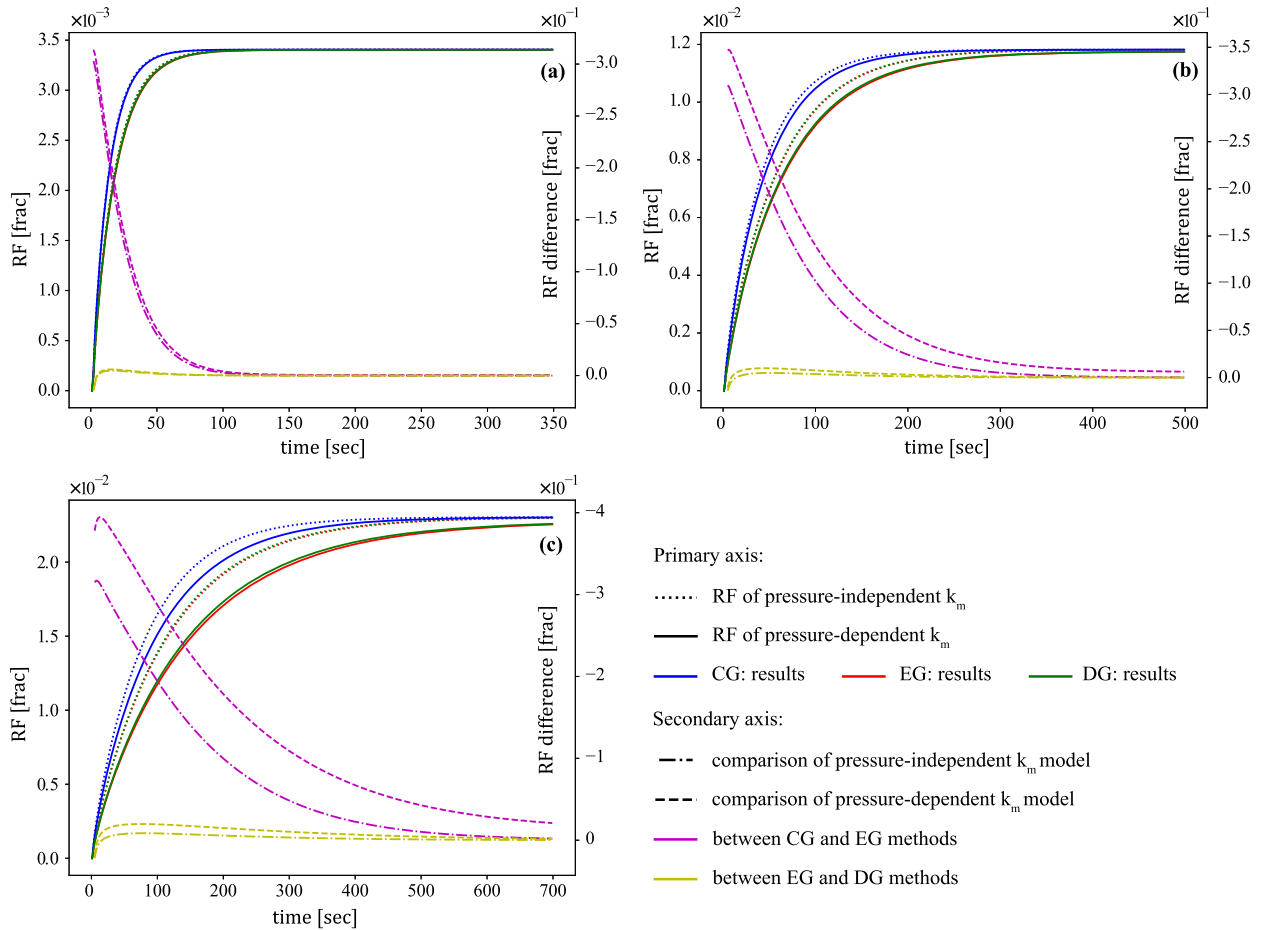 ×10−3
×10−1
3.5
3.0
2.5
2.0
1.5
1.0
0.5
0.0
RF [frac]
(a)
−3.0
−2.5
−2.0
−1.5
−1.0
−0.5
0.0
RF difference [frac]
0 50 100 150 200 250 300 350
time [sec]
×10−2
×10−1
1.2
1.0
0.8
0.6
0.4
0.2
0.0
RF [frac]
(b)
−3.5
−3.0
−2.5
−2.0
−1.5
−1.0
−0.5
0.0
RF difference [frac]
0 100 200 300 400 500
time [sec]
×10−2
×10−1
2.0
1.5
1.0
0.5
0.0
RF [frac]
(c)
−4
−3
−2
−1
0
RF difference [frac]
0 100 200 300 400 500 600 700
time [sec]
Primary axis:
RF of pressure-independent km
RF of pressure-dependent km
CG: results EG: results DG: results
Secondary axis:
comparison of pressure-independent km model
comparison of pressure-dependent km model
between CG and EG methods
between EG and DG methods